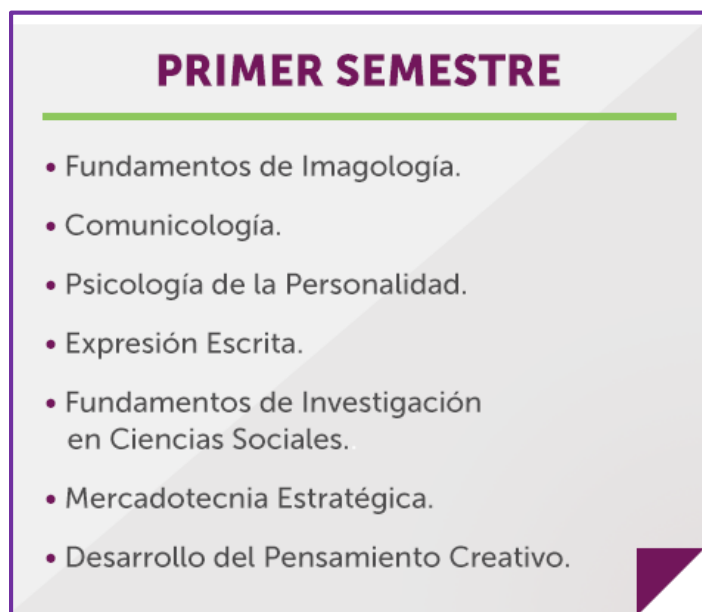 PRIMER SEMESTRE
• Fundamentos de Imagología.
• Comunicología.
• Psicología de la Personalidad.
• Expresión Escrita.
• Fundamentos de Investigación
en Ciencias Sociales.
• Mercadotecnia Estratégica.
• Desarrollo del Pensamiento Creativo.